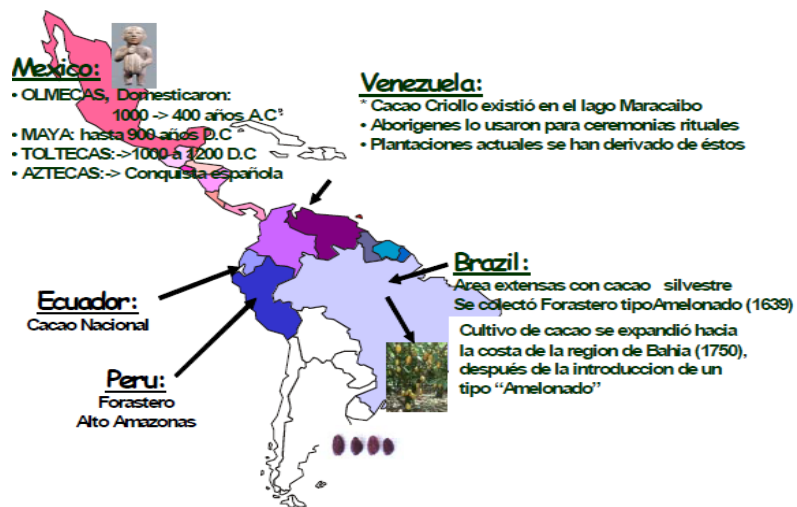 Mexico:
• OLMECAS, Domesticaron:
1000 -> 400 años A.C
• MAYA: hasta 900 años D.C
• TOLTECAS:->1000 a 1200 D.C
• AZTECAS:-> Conquista española
Venezuela:
* Cacao Criollo existió en el lago Maracaibo
• Aborigenes lo usaron para ceremonias rituales
• Plantaciones actuales se han derivado de éstos
Ecuador:
Cacao Nacional
Peru:
Forastero
Alto Amazonas
Brazil:
Area extensas con cacao silvestre
Se colectó Forastero tipoAmelonado (1639)
Cultivo de cacao se expandió hacia
la costa de la region de Bahia (1750),
después de la introduccion de un
tipo “Amelonado”